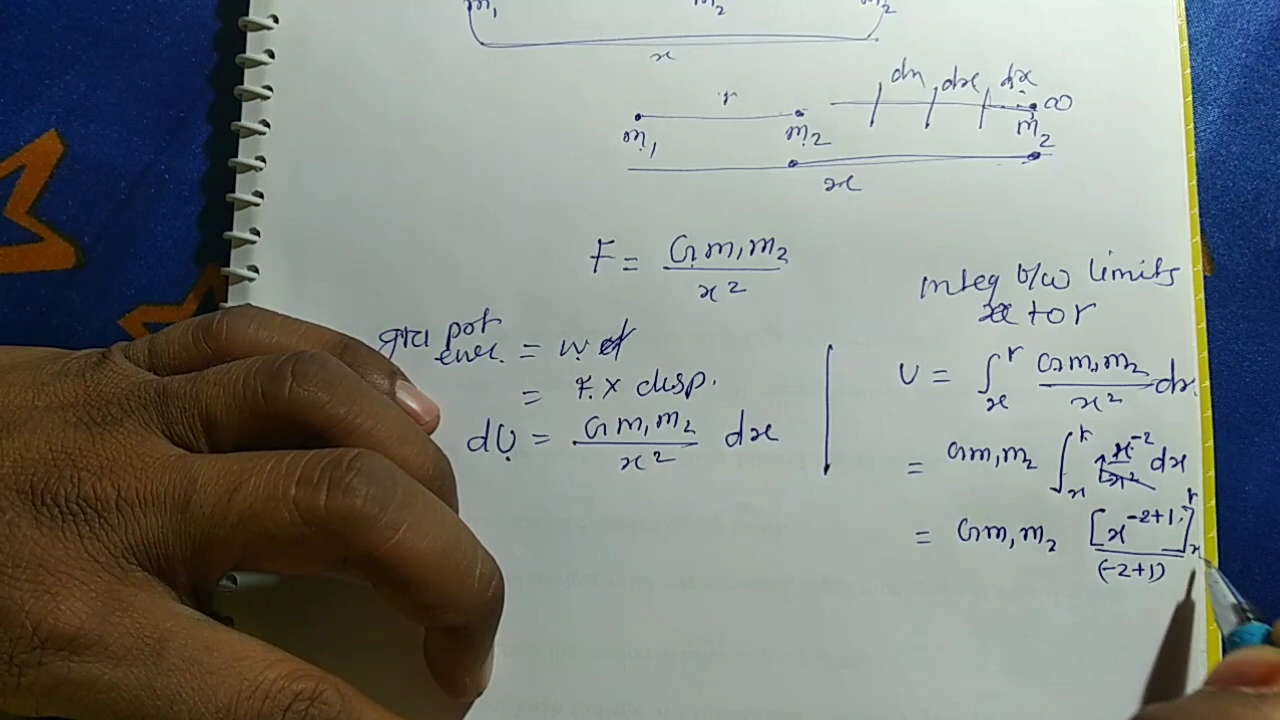 m₁ m₂ m₂
x
dx dx dx ∞
r
m₁ m₂ m₂
x
F = Gm₁m₂ / x²
integ b/w limits
x to r
gra pot
ener. = w d
= F × disp.
dU = Gm₁m₂ / x² dx
U = ∫ₓʳ Gm₁m₂ / x² dx
= Gm₁m₂ ∫ₓʳ x⁻² dx
= Gm₁m₂ [x⁻²⁺¹]ₓʳ / (-2+1)